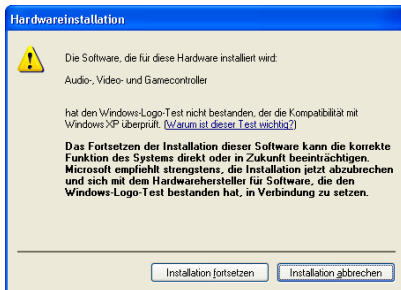 Hardwareinstallation
Die Software, die für diese Hardware installiert wird:
Audio-, Video- und Gamecontroller
hat den Windows-Logo-Test nicht bestanden, der die Kompatibilität mit
Windows XP überprüft. (Warum ist dieser Test wichtig?)
Das Fortsetzen der Installation dieser Software kann die korrekte
Funktion des Systems direkt oder in Zukunft beeinträchtigen.
Microsoft empfiehlt strengstens, die Installation jetzt abzubrechen
und sich mit dem Hardwarehersteller für Software, die den
Windows-Logo-Test bestanden hat, in Verbindung zu setzen.
Installation fortsetzen
Installation abbrechen